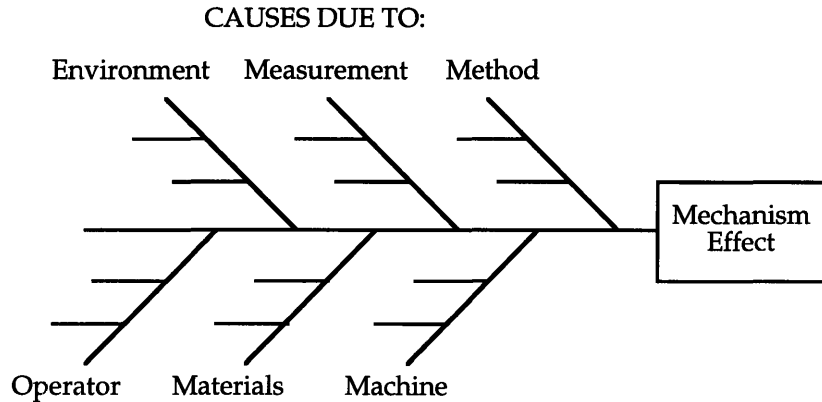 CAUSES DUE TO:
Environment Measurement Method
Mechanism
Effect
Operator Materials Machine